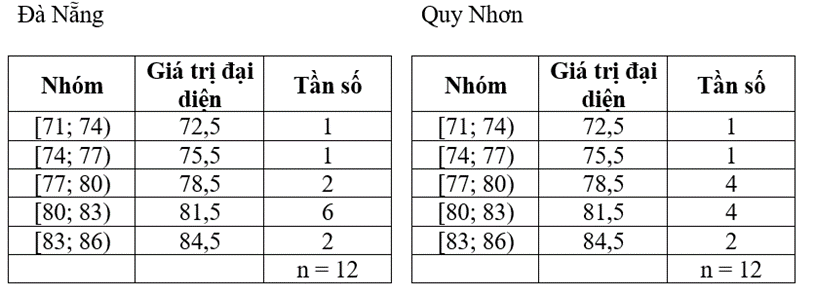 Đà Nẵng
Nhóm Giá trị đại diện Tần số
[71; 74) 72,5 1
[74; 77) 75,5 1
[77; 80) 78,5 2
[80; 83) 81,5 6
[83; 86) 84,5 2
n = 12
Quy Nhơn
Nhóm Giá trị đại diện Tần số
[71; 74) 72,5 1
[74; 77) 75,5 1
[77; 80) 78,5 4
[80; 83) 81,5 4
[83; 86) 84,5 2
n = 12